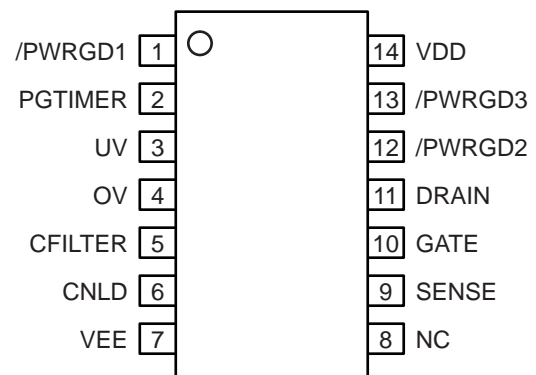 /PWRGD1 1 14 VDD
PGTIMER 2 13 /PWRGD3
UV 3 12 /PWRGD2
OV 4 11 DRAIN
CFILTER 5 10 GATE
CNLD 6 9 SENSE
VEE 7 8 NC